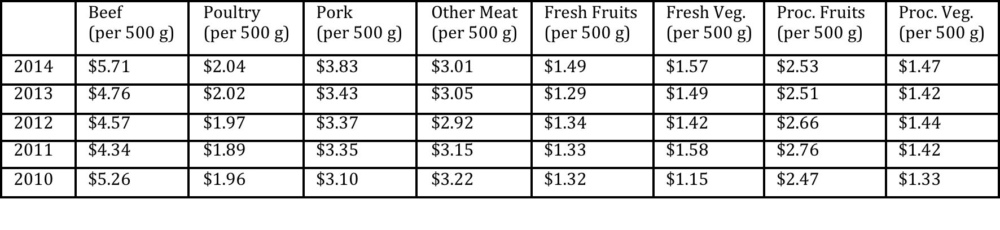 Beef (per 500 g) Poultry (per 500 g) Pork (per 500 g) Other Meat (per 500 g) Fresh Fruits (per 500 g) Fresh Veg. (per 500 g) Proc. Fruits (per 500 g) Proc. Veg. (per 500 g)
2014 $5.71 $2.04 $3.83 $3.01 $1.49 $1.57 $2.53 $1.47
2013 $4.76 $2.02 $3.43 $3.05 $1.29 $1.49 $2.51 $1.42
2012 $4.57 $1.97 $3.37 $2.92 $1.34 $1.42 $2.66 $1.44
2011 $4.34 $1.89 $3.35 $3.15 $1.33 $1.58 $2.76 $1.42
2010 $5.26 $1.96 $3.10 $3.22 $1.32 $1.15 $2.47 $1.33